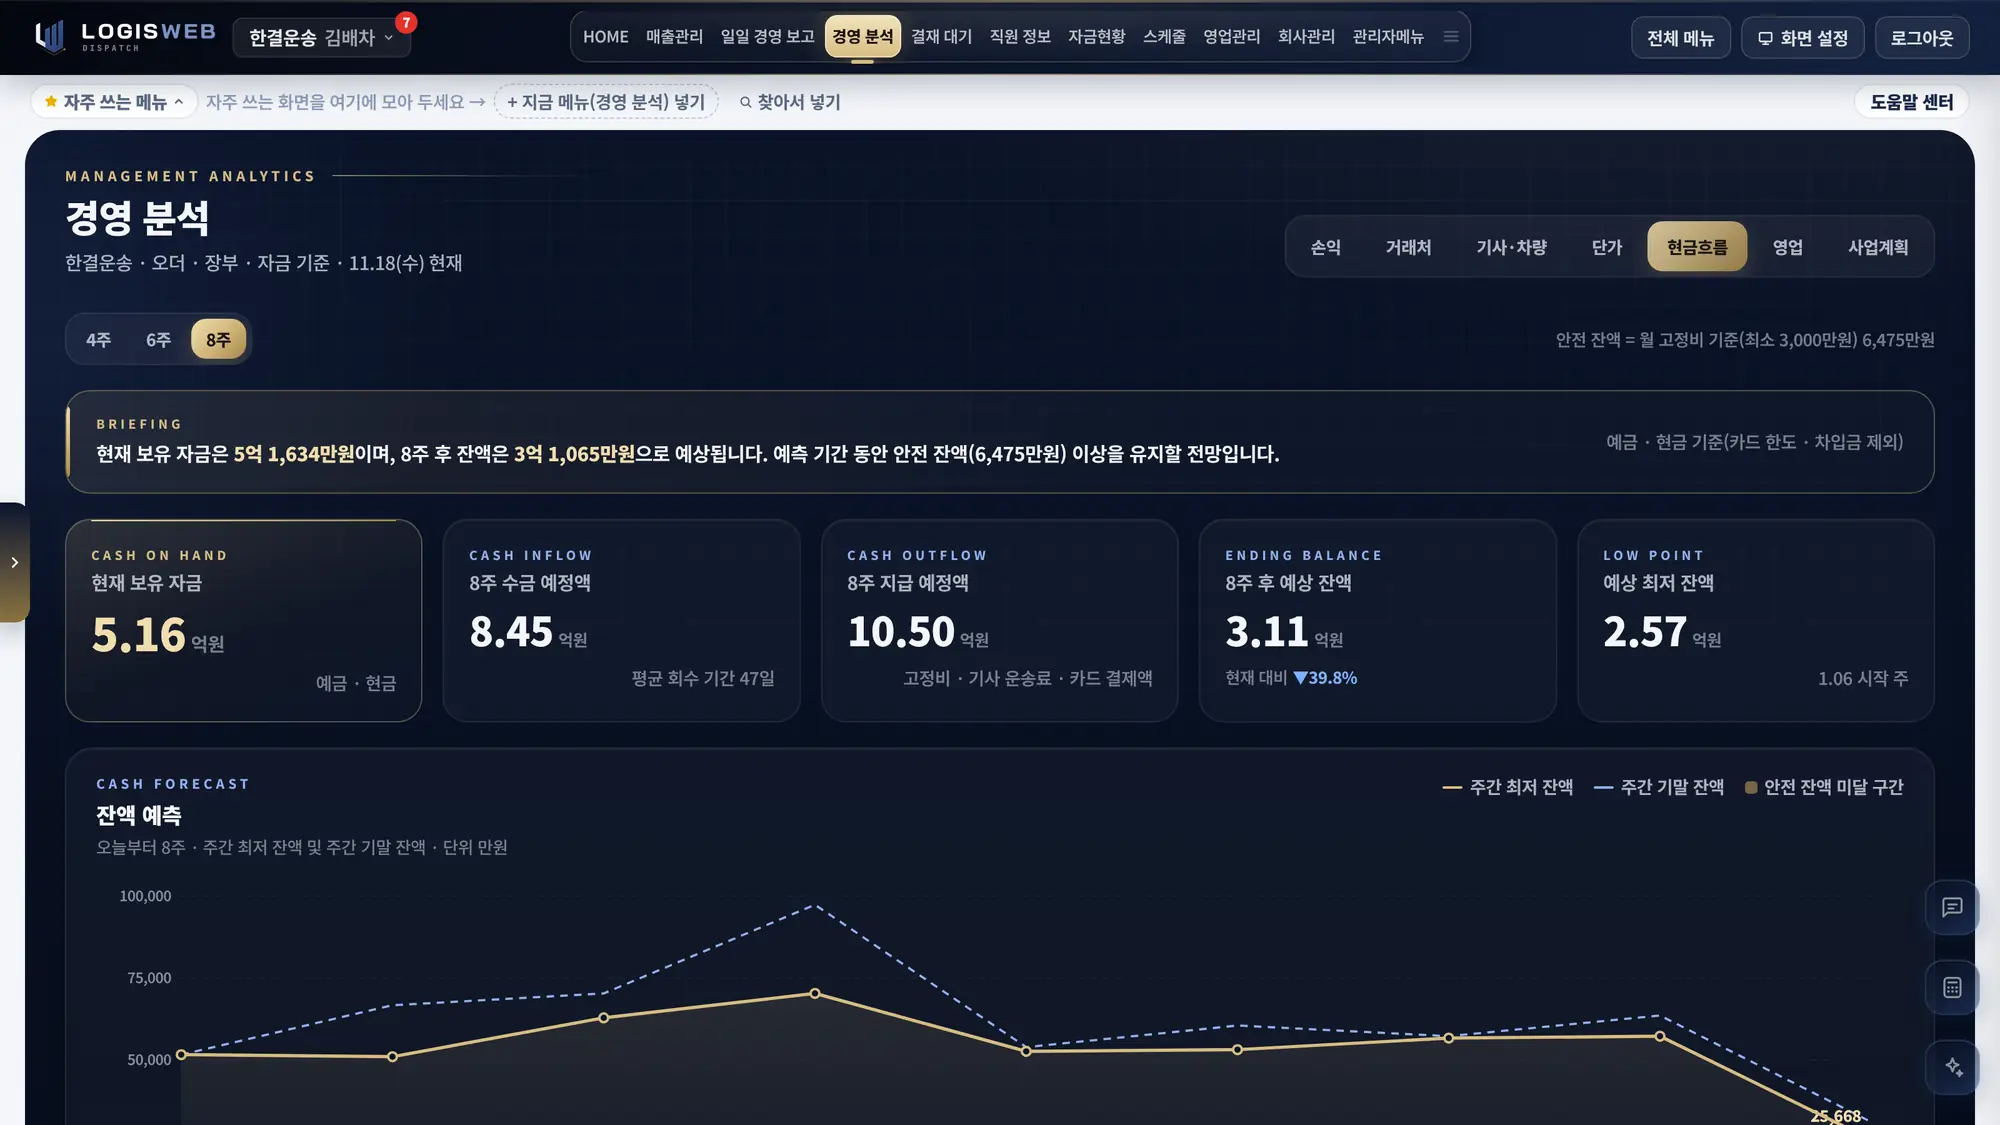 LOGISWEB
DISPATCH
한결운송 김배차
7
HOME 매출관리 일일 경영 보고 경영 분석 결재 대기 직원 정보 자금현황 스케줄 영업관리 회사관리 관리자메뉴
전체 메뉴 화면 설정 로그아웃
자주 쓰는 메뉴 자주 쓰는 화면을 여기에 모아 두세요 → + 지금 메뉴(경영 분석) 넣기 찾아서 넣기 도움말 센터
MANAGEMENT ANALYTICS
경영 분석
한결운송 · 오더 · 장부 · 자금 기준 · 11.18(수) 현재
손익 거래처 기사·차량 단가 현금흐름 영업 사업계획
4주 6주 8주
안전 잔액 = 월 고정비 기준(최소 3,000만원) 6,475만원
BRIEFING
현재 보유 자금은 5억 1,634만원이며, 8주 후 잔액은 3억 1,065만원으로 예상됩니다. 예측 기간 동안 안전 잔액(6,475만원) 이상을 유지할 전망입니다.
예금 · 현금 기준(카드 한도 · 차입금 제외)
CASH ON HAND
현재 보유 자금
5.16 억원
예금 · 현금
CASH INFLOW
8주 수금 예정액
8.45 억원
평균 회수 기간 47일
CASH OUTFLOW
8주 지급 예정액
10.50 억원
고정비 · 기사 운송료 · 카드 결제액
ENDING BALANCE
8주 후 예상 잔액
3.11 억원
현재 대비 ▼39.8%
LOW POINT
예상 최저 잔액
2.57 억원
1.06 시작 주
CASH FORECAST
잔액 예측
오늘부터 8주 · 주간 최저 잔액 및 주간 기말 잔액 · 단위 만원
주간 최저 잔액 주간 기말 잔액 안전 잔액 미달 구간
100,000
75,000
50,000
25,668